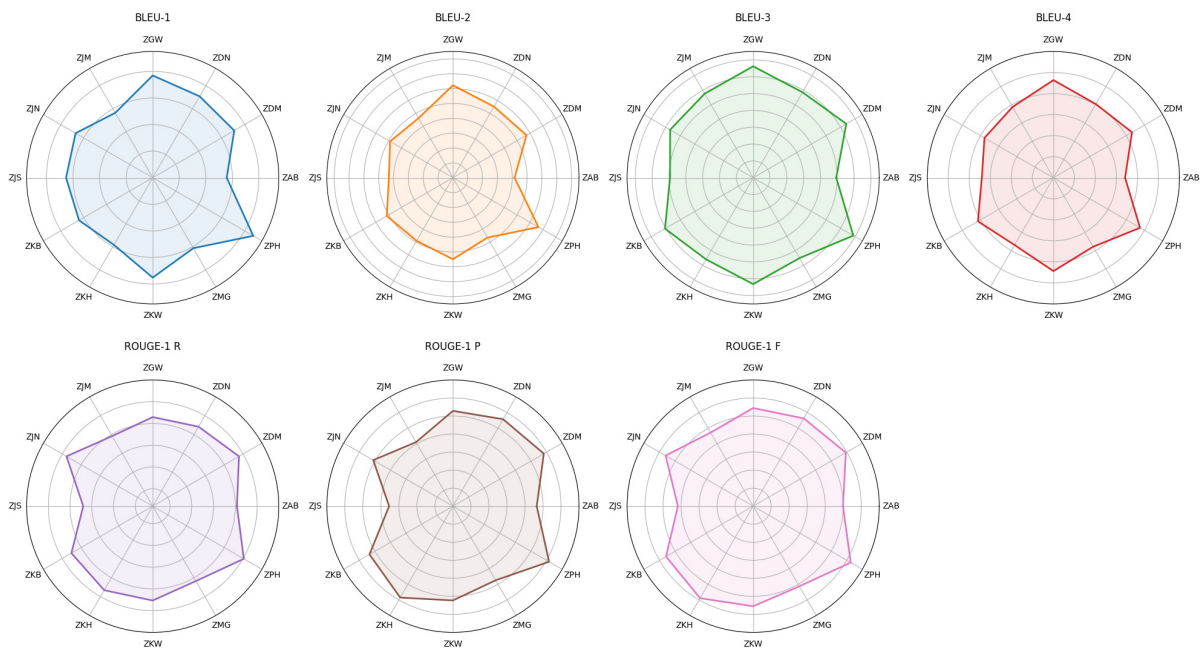 BLEU-1
ZGW
ZJM
ZDN
ZJN
ZDM
ZJS
ZAB
ZKB
ZPH
ZKH
ZMG
ZKW
BLEU-2
ZGW
ZJM
ZDN
ZJN
ZDM
ZJS
ZAB
ZKB
ZPH
ZKH
ZMG
ZKW
BLEU-3
ZGW
ZJM
ZDN
ZJN
ZDM
ZJS
ZAB
ZKB
ZPH
ZKH
ZMG
ZKW
BLEU-4
ZGW
ZJM
ZDN
ZJN
ZDM
ZJS
ZAB
ZKB
ZPH
ZKH
ZMG
ZKW
ROUGE-1 R
ZGW
ZJM
ZDN
ZJN
ZDM
ZJS
ZAB
ZKB
ZPH
ZKH
ZMG
ZKW
ROUGE-1 P
ZGW
ZJM
ZDN
ZJN
ZDM
ZJS
ZAB
ZKB
ZPH
ZKH
ZMG
ZKW
ROUGE-1 F
ZGW
ZJM
ZDN
ZJN
ZDM
ZJS
ZAB
ZKB
ZPH
ZKH
ZMG
ZKW